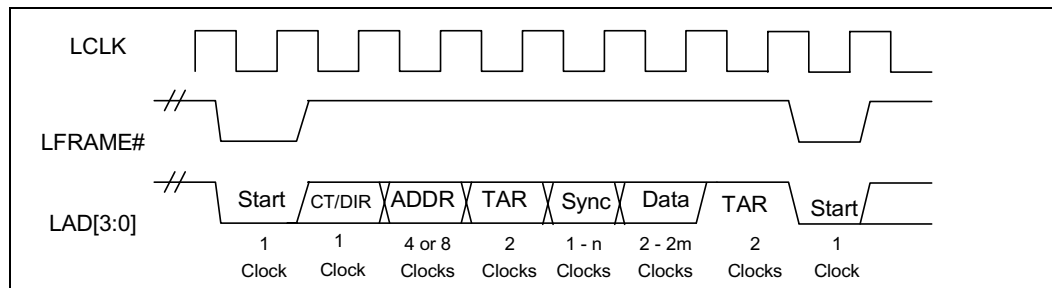 LCLK
LFRAME#
LAD[3:0]
Start CT/DIR ADDR TAR Sync Data TAR Start
1 1 4 or 8 2 1 - n 2 - 2m 2 1
Clock Clock Clocks Clocks Clocks Clocks Clocks Clock